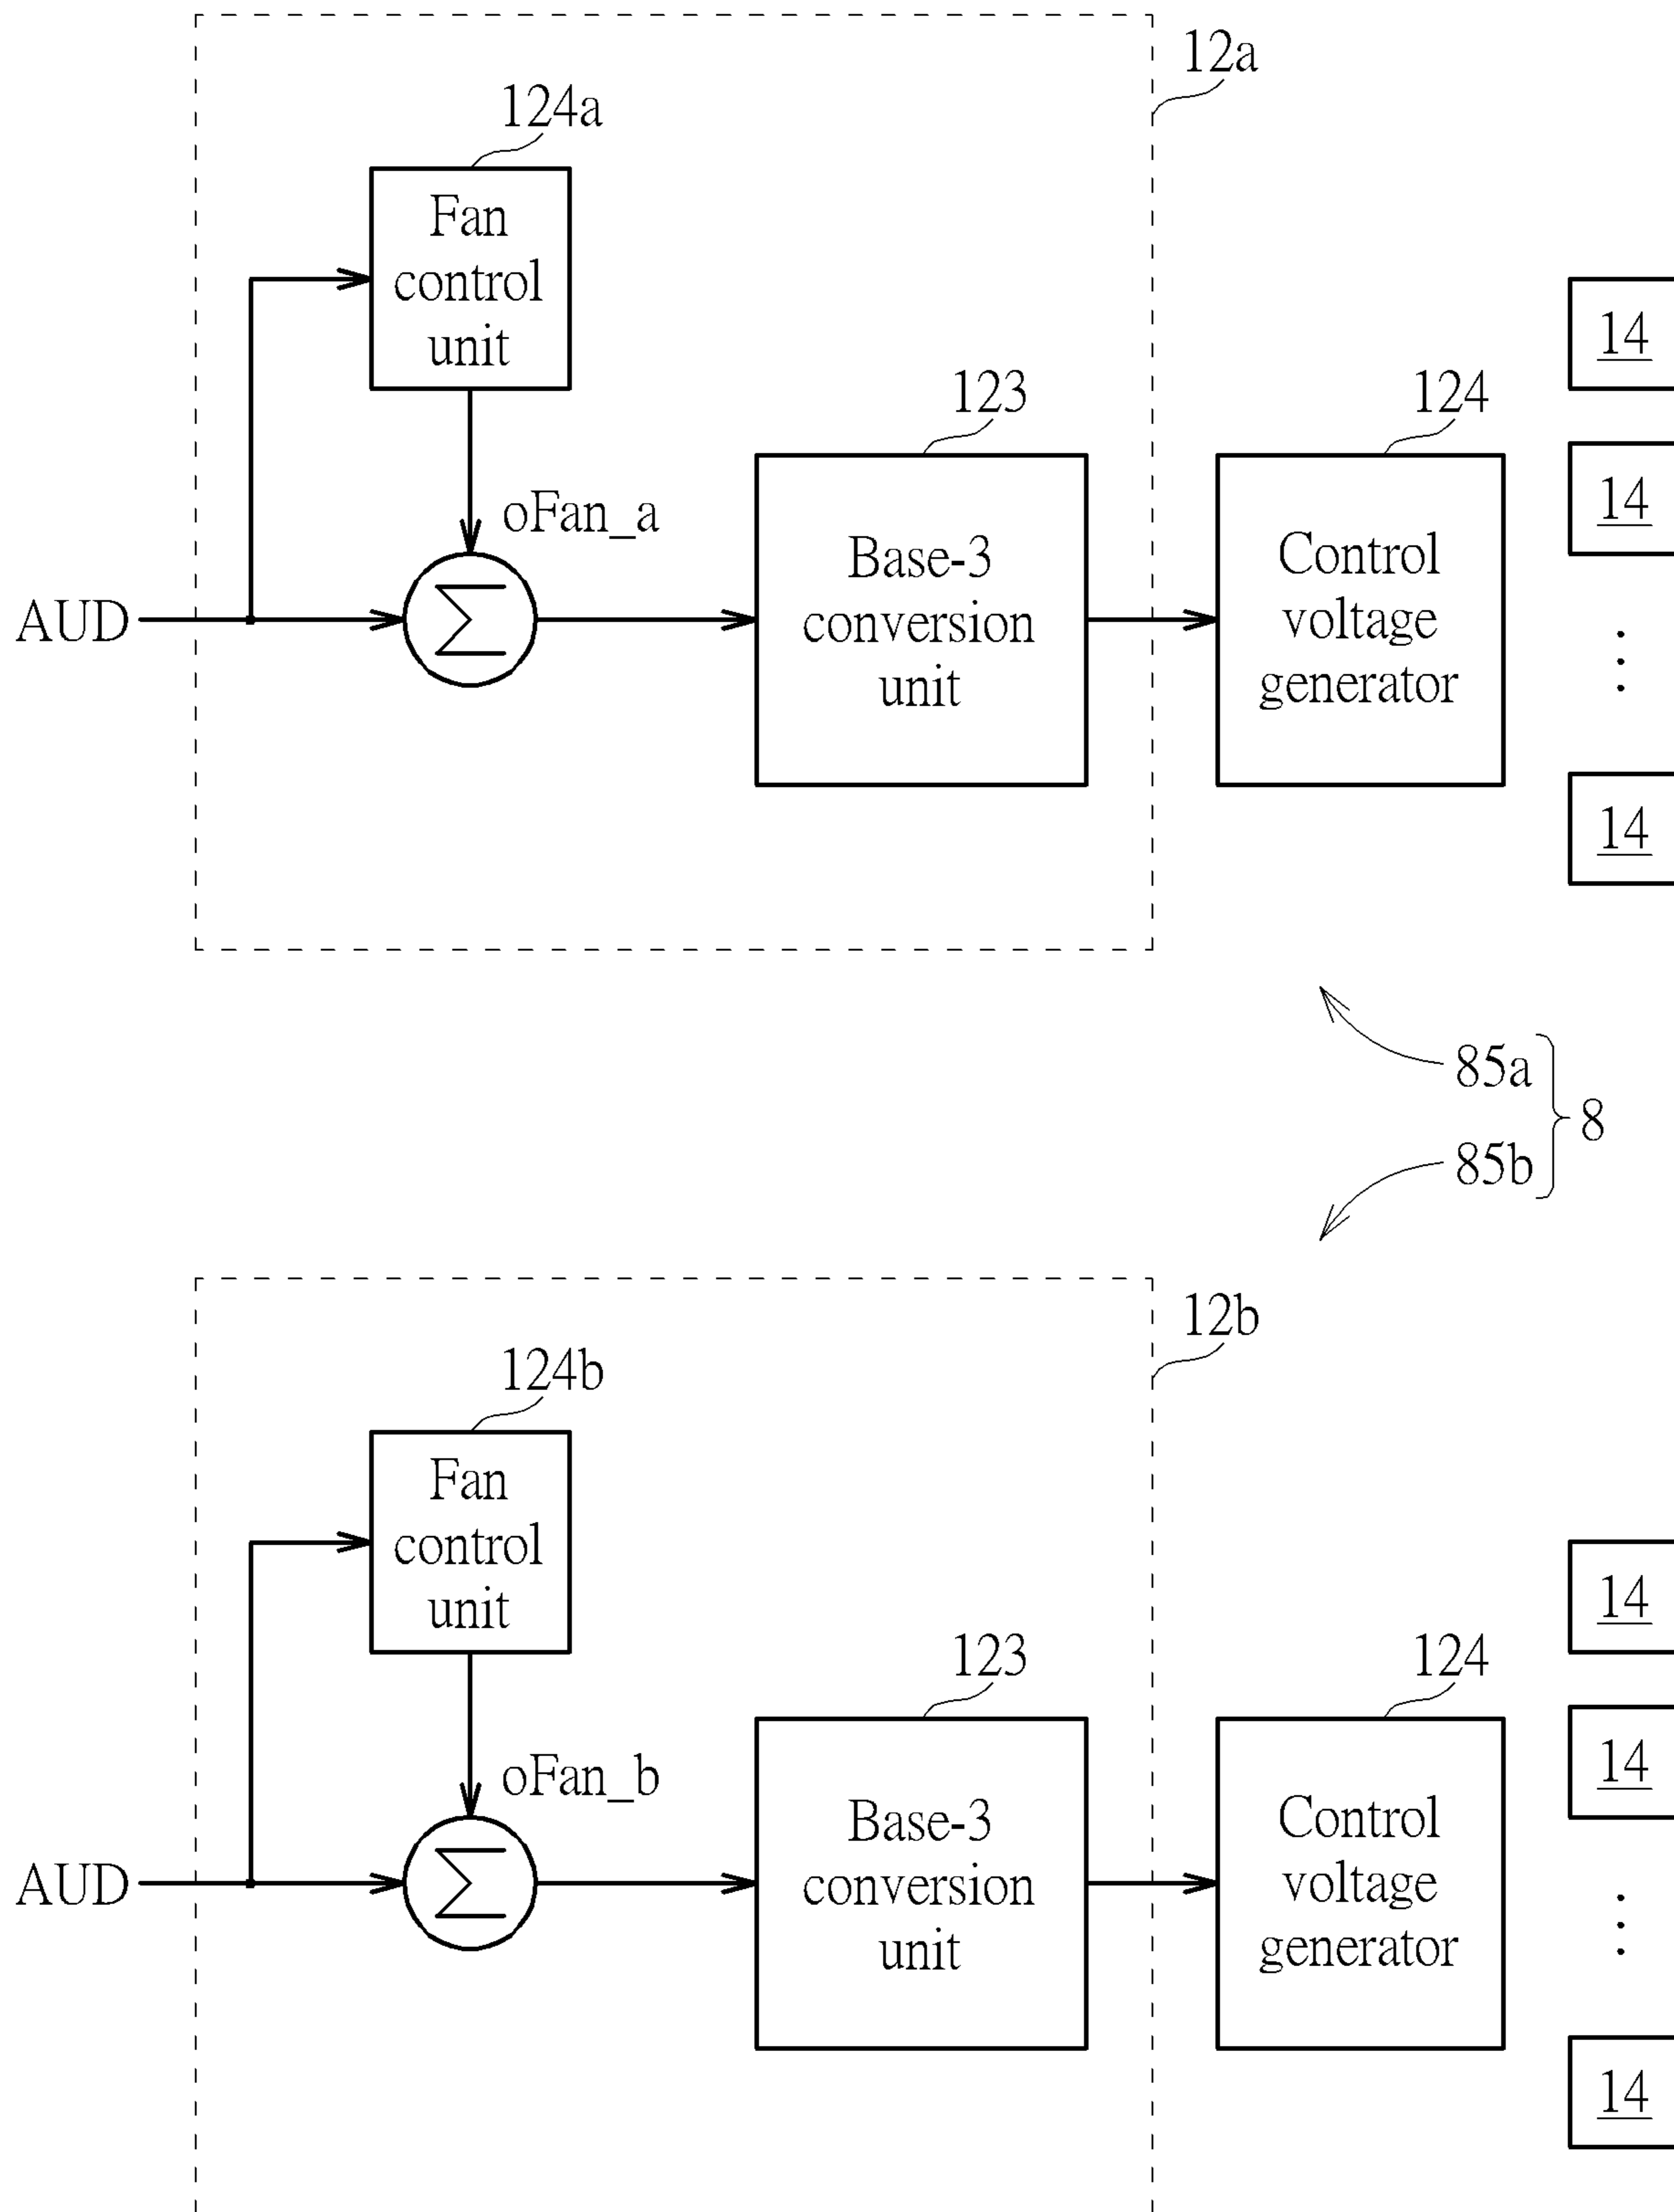 12a
124a
Fan
control
unit
14
123
124
14
oFan_a
Base-3
conversion
unit
Control
voltage
generator
AUD
Σ
14
85a
8
85b
12b
124b
Fan
control
unit
14
123
124
14
oFan_b
Base-3
conversion
unit
Control
voltage
generator
AUD
Σ
14